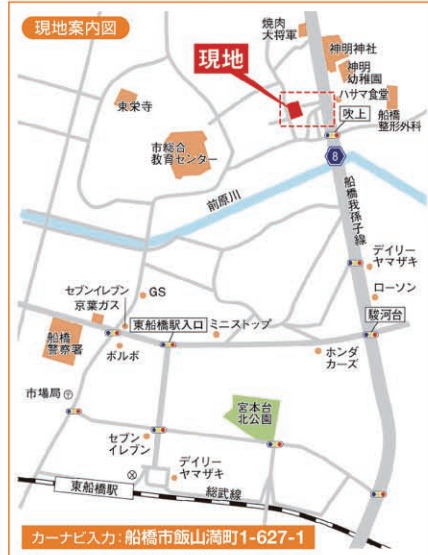 現地案内図
焼肉
大将軍
神明神社
神明
幼稚園
現地
ハサマ食堂
東栄寺
吹上
船橋
整形外科
市総合
教育センター
8
前原川
船橋我孫子線
デイリー
ヤマザキ
GS
ローソン
セブンイレブン
京葉ガス
東船橋駅入口
ミニストップ
駿河台
船橋
警察署
ボルボ
ホンダ
カーズ
市場局〒
宮本台
北公園
セブン
イレブン
デイリー
ヤマザキ
東船橋駅
総武線
カーナビ入力:船橋市飯山満町1-627-1